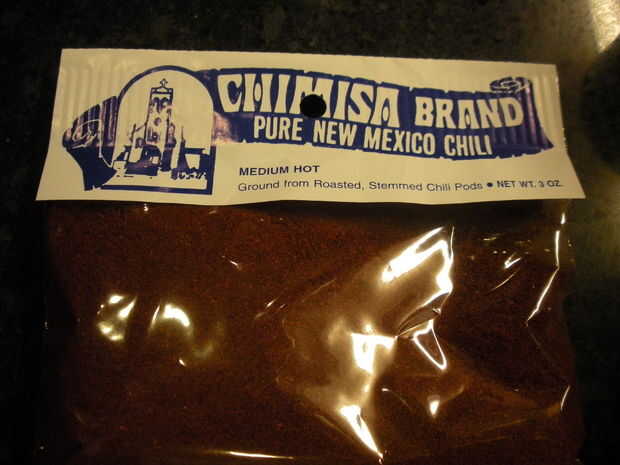 CHIMISA BRAND
PURE NEW MEXICO CHILI
MEDIUM HOT
Ground from Roasted, Stemmed Chili Pods • NET WT. 3 OZ.